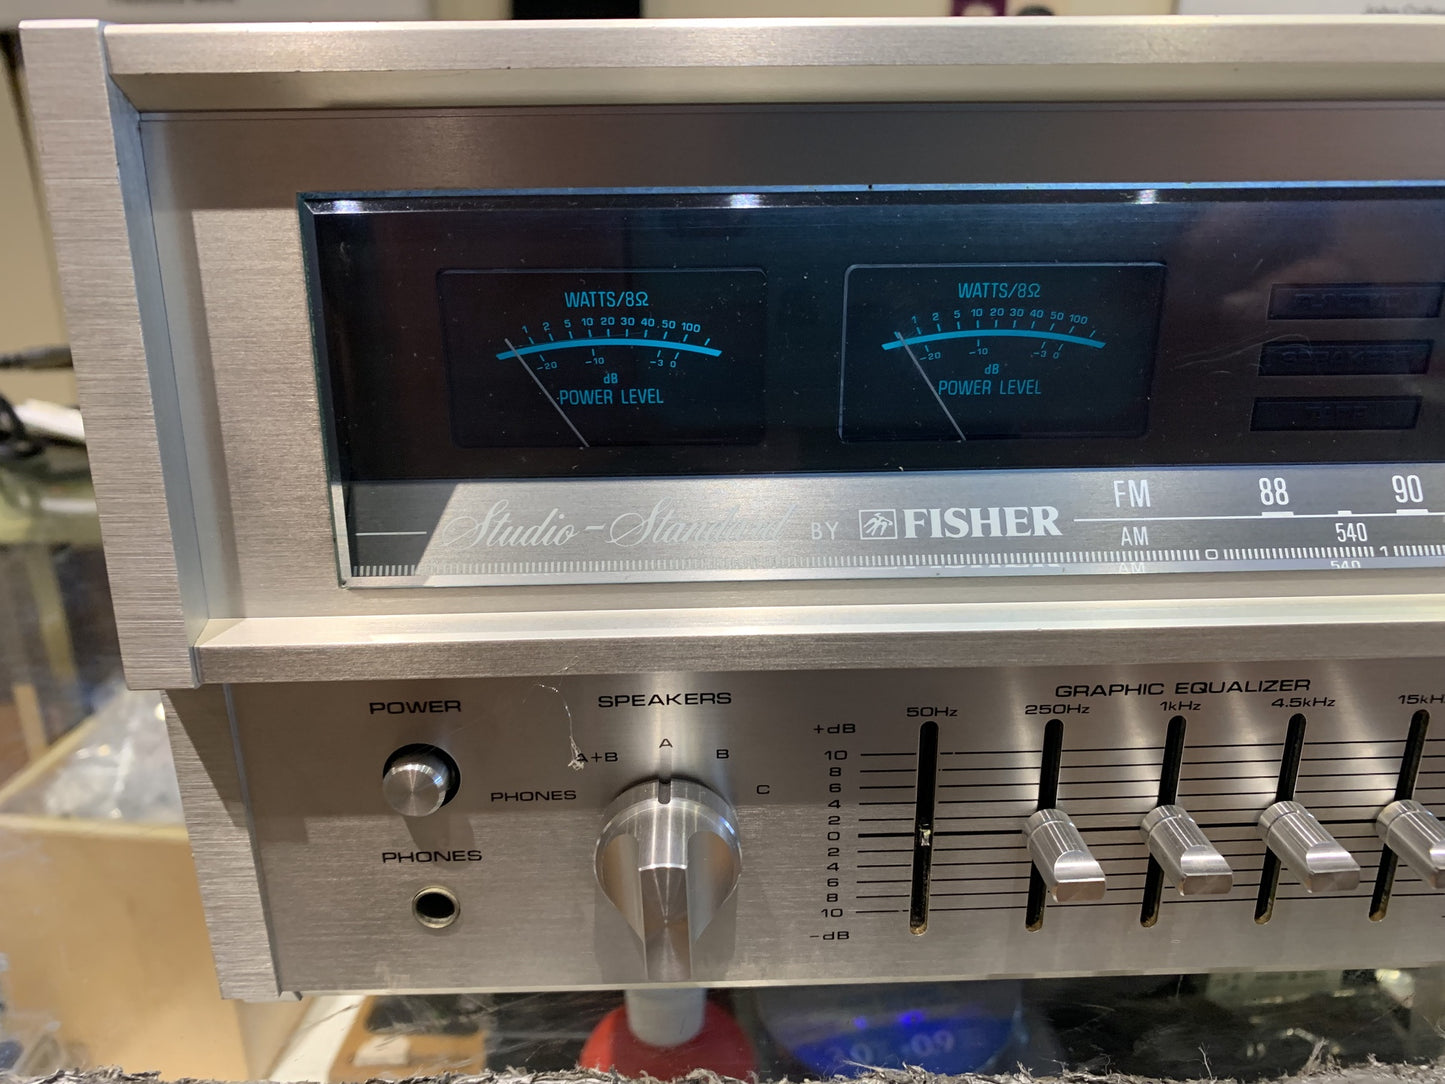 WATTS/8Ω
1 2 5 10 20 30 40 50 100
-20 -10 -3 0
dB
POWER LEVEL
WATTS/8Ω
1 2 5 10 20 30 40 50 100
-20 -10 -3 0
dB
POWER LEVEL
Studio-Standard BY FISHER
FM 88 90
AM 540
0 1
POWER
SPEAKERS
A+B A B C
PHONES
PHONES
GRAPHIC EQUALIZER
50Hz 250Hz 1kHz 4.5kHz 15kH
+dB
10
8
6
4
2
0
2
4
6
8
10
-dB